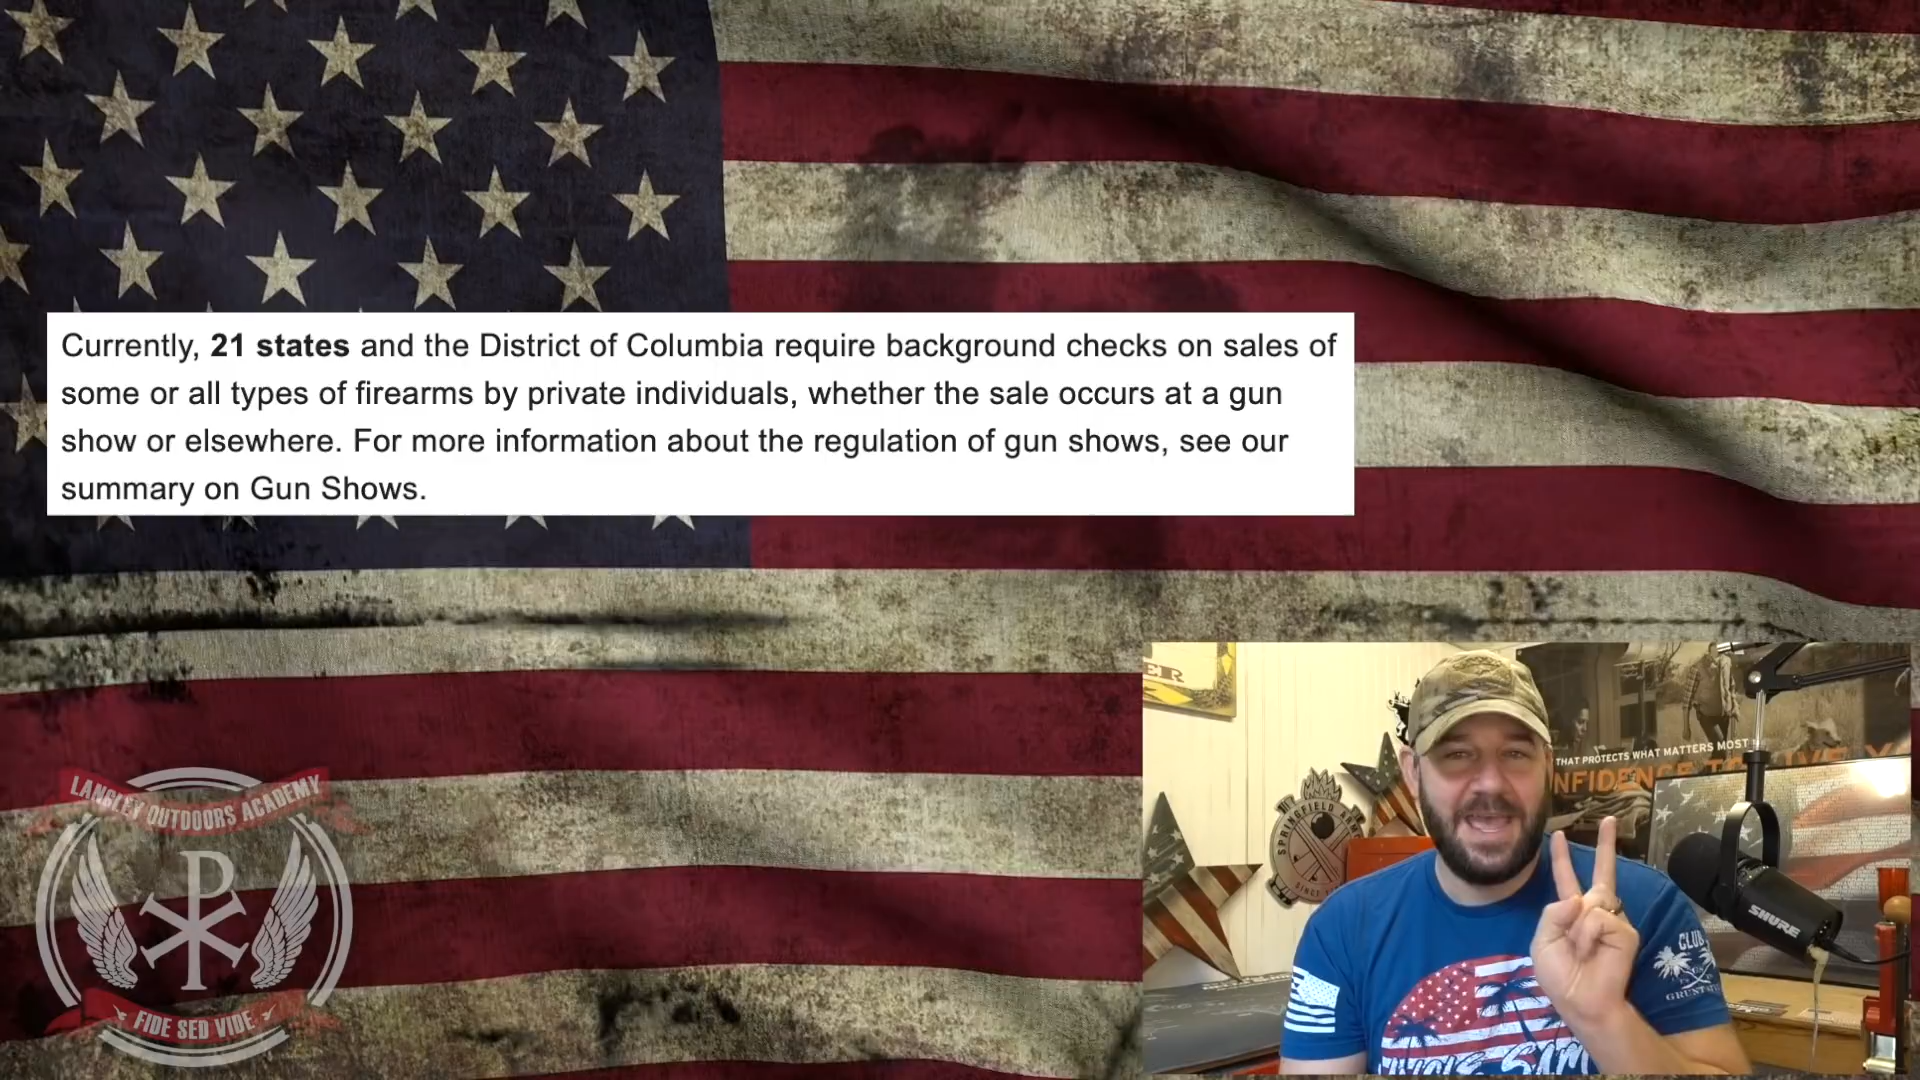 Currently, 21 states and the District of Columbia require background checks on sales of
some or all types of firearms by private individuals, whether the sale occurs at a gun
show or elsewhere. For more information about the regulation of gun shows, see our
summary on Gun Shows.
LANGLEY OUTDOORS ACADEMY
FIDE SED VIDE
THAT PROTECTS WHAT MATTERS MOST
SPRINGFIELD
SINCE
SHURE
CLUB